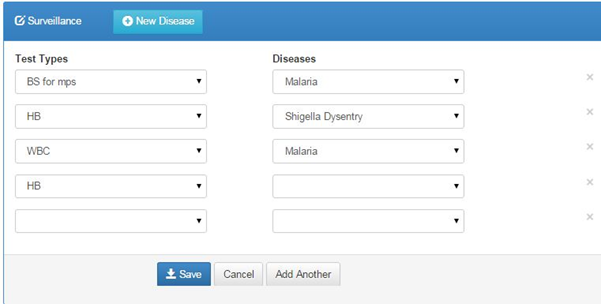 Surveillance New Disease
Test Types Diseases
BS for mps Malaria ×
HB Shigella Dysentry ×
WBC Malaria ×
HB ×
×
Save Cancel Add Another